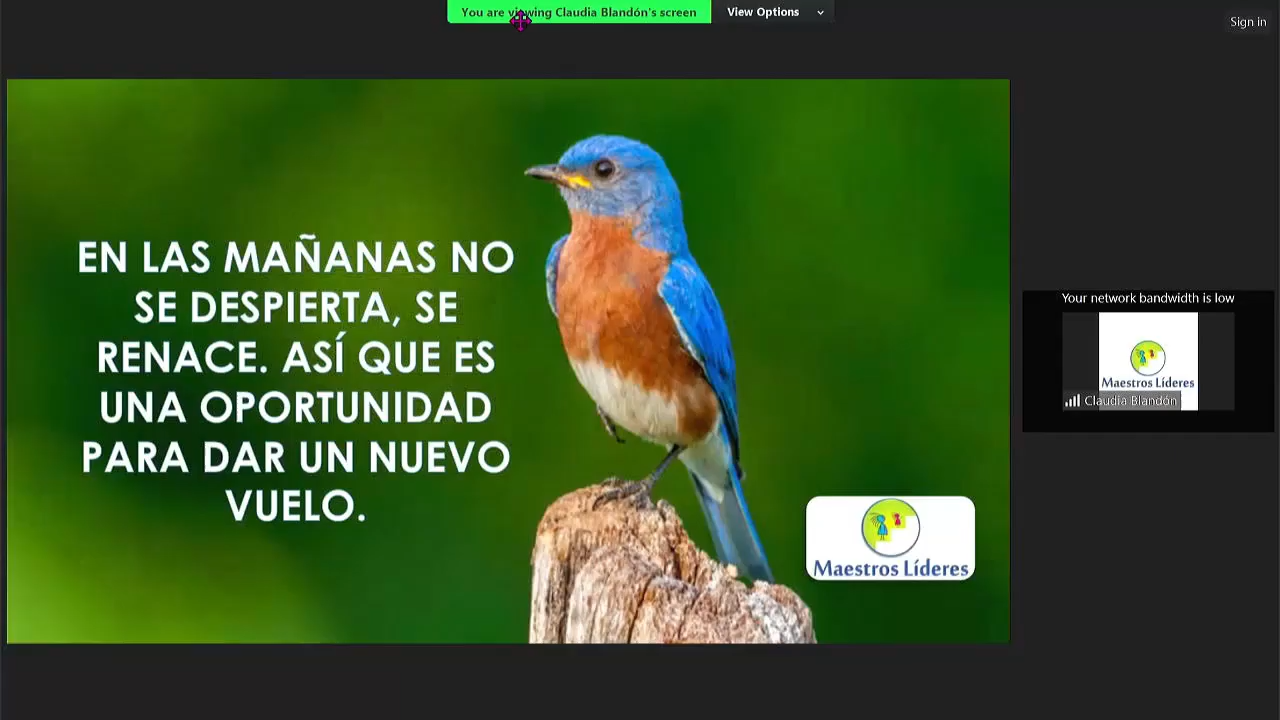 You are viewing Claudia Blandón's screen
View Options
Sign in
EN LAS MAÑANAS NO
SE DESPIERTA, SE
RENACE. ASÍ QUE ES
UNA OPORTUNIDAD
PARA DAR UN NUEVO
VUELO.
Maestros Líderes
Your network bandwidth is low
Maestros Líderes
Claudia Blandón